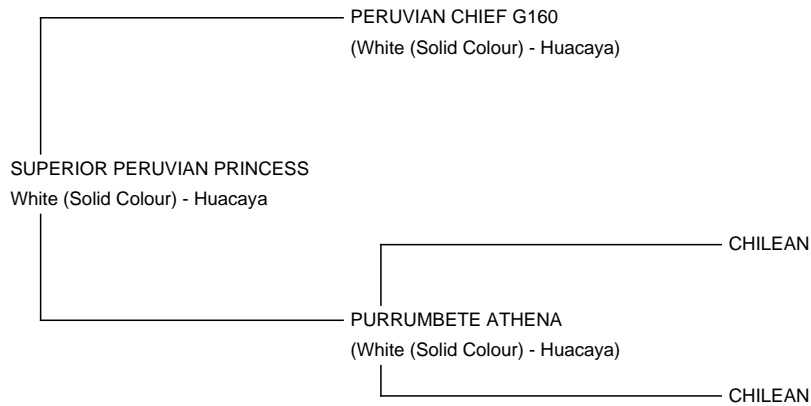 PERUVIAN CHIEF G160
(White (Solid Colour) - Huacaya)
SUPERIOR PERUVIAN PRINCESS
White (Solid Colour) - Huacaya
CHILEAN
PURRUMBETE ATHENA
(White (Solid Colour) - Huacaya)
CHILEAN